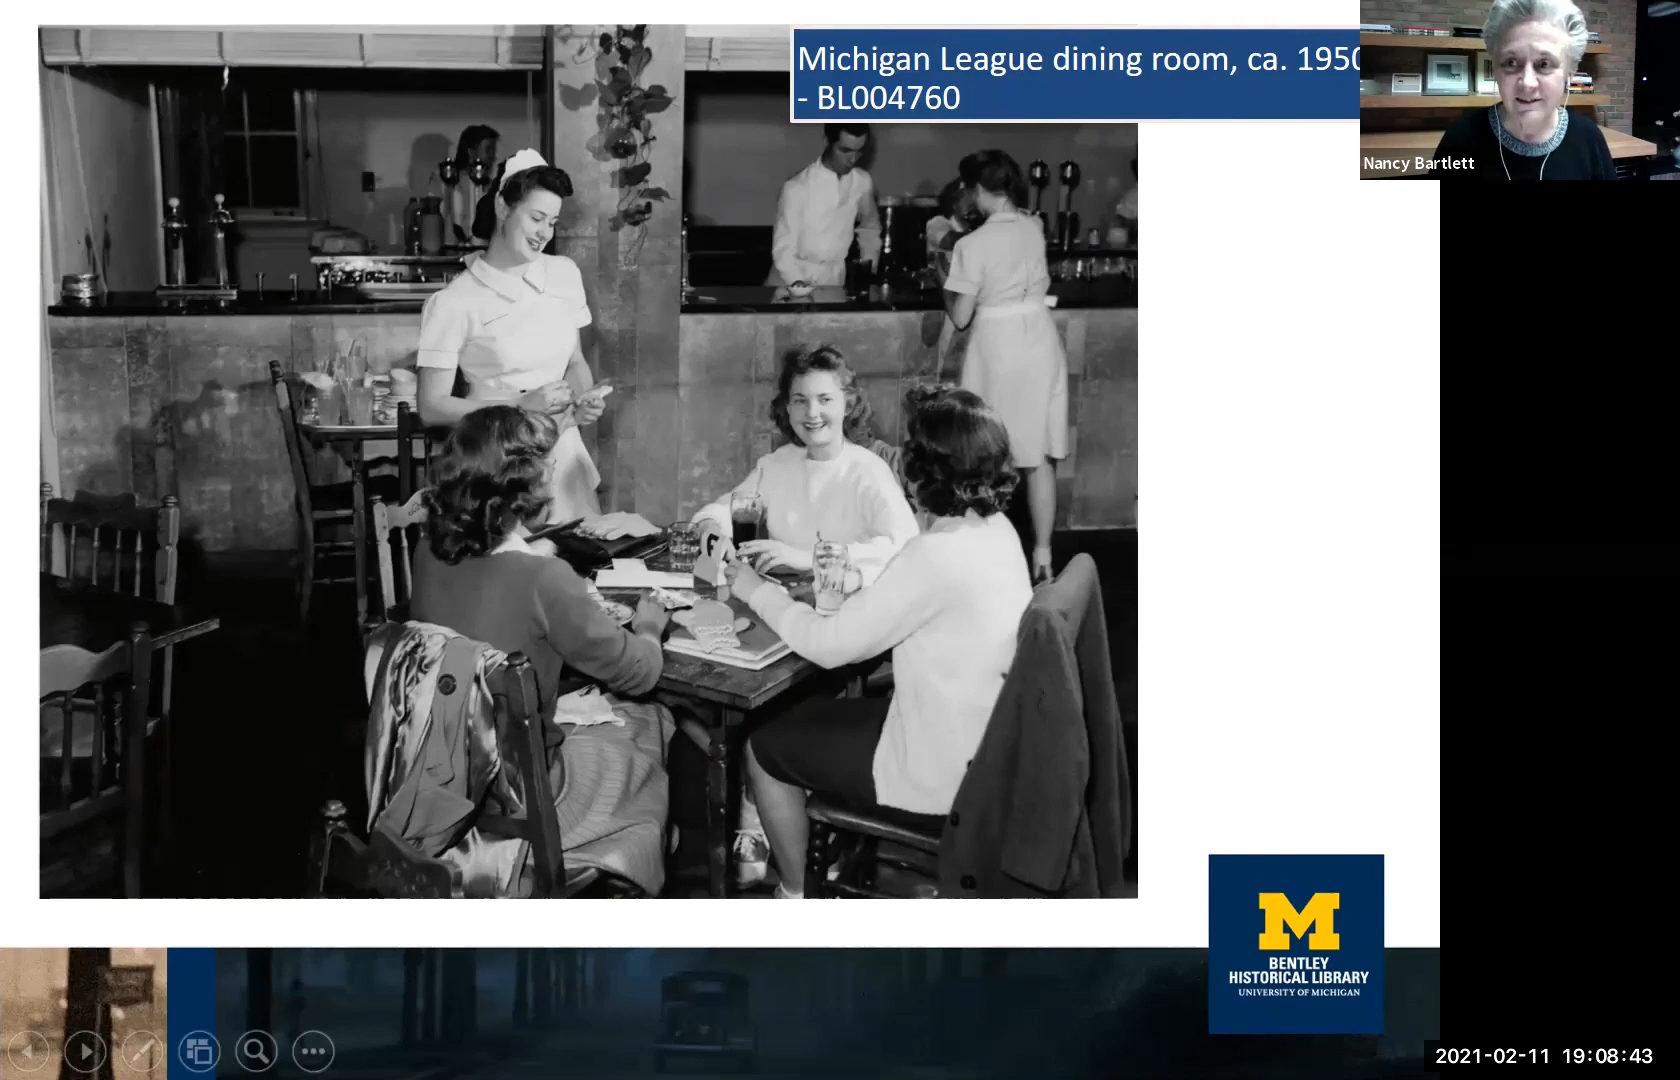 Michigan League dining room, ca. 1950
- BL004760
Nancy Bartlett
M
BENTLEY
HISTORICAL LIBRARY
UNIVERSITY OF MICHIGAN
2021-02-11 19:08:43